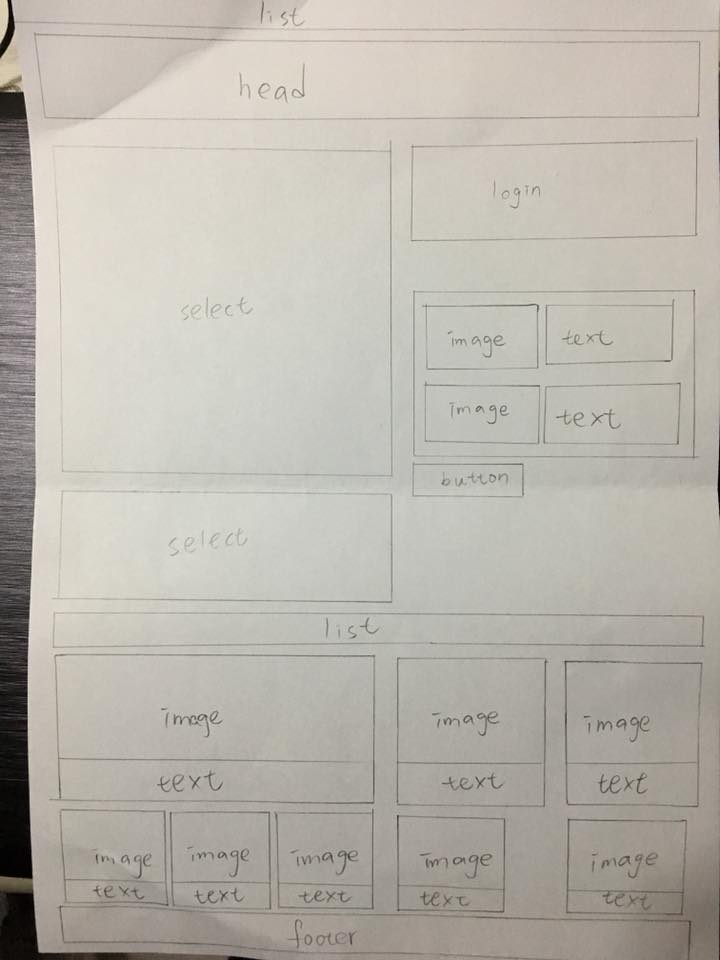 list
head
select
login
image text
image text
button
select
list
image image image
text text text
image image image image image
text text text text text
footer